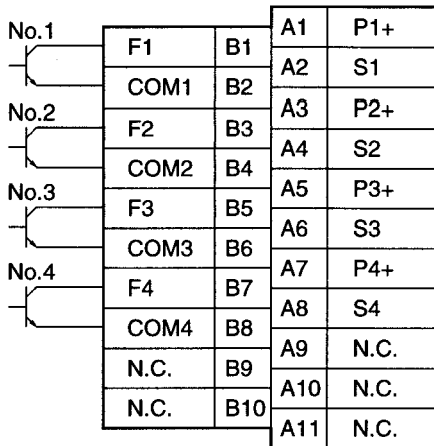 No.1
No.2
No.3
No.4
F1 B1
COM1 B2
F2 B3
COM2 B4
F3 B5
COM3 B6
F4 B7
COM4 B8
N.C. B9
N.C. B10
A1 P1+
A2 S1
A3 P2+
A4 S2
A5 P3+
A6 S3
A7 P4+
A8 S4
A9 N.C.
A10 N.C.
A11 N.C.